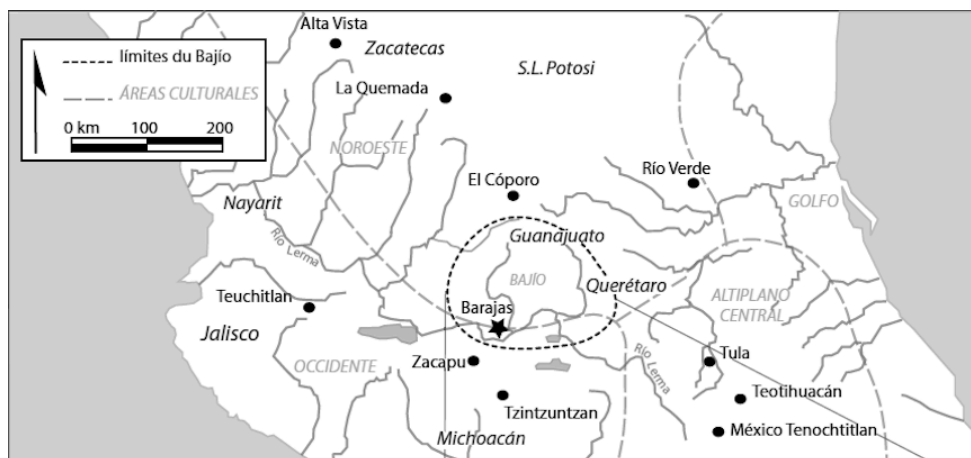 Alta Vista
Zacatecas
límites du Bajío
S.L. Potosi
ÁREAS CULTURALES
La Quemada
0 km 100 200
NOROESTE
Río Verde
El Cóporo
GOLFO
Nayarit
Guanajuato
Río Lerma
BAJÍO
Querétaro
Teuchitlan
Barajas
ALTIPLANO
CENTRAL
Jalisco
OCCIDENTE
Zacapu
Río Lerma
Tula
Teotihuacán
Tzintzuntzan
México Tenochtitlan
Michoacán